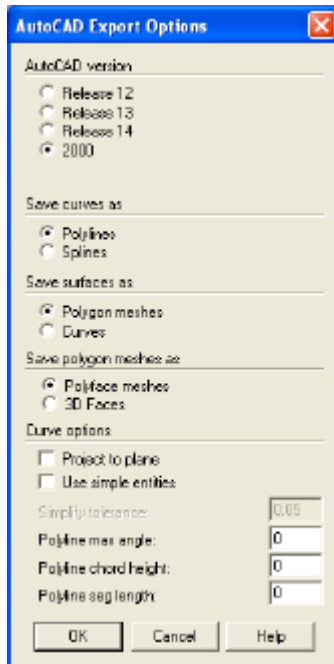 AutoCAD Export Options
AutoCAD version
Release 12
Release 13
Release 14
2000
Save curves as
Polylines
Splines
Save surfaces as
Polygon meshes
Curves
Save polygon meshes as
Polyface meshes
3D Faces
Curve options
Project to plane
Use simple entities
Simplify tolerance: 0.05
Polyline max angle: 0
Polyline chord height: 0
Polyline seg length: 0
OK Cancel Help